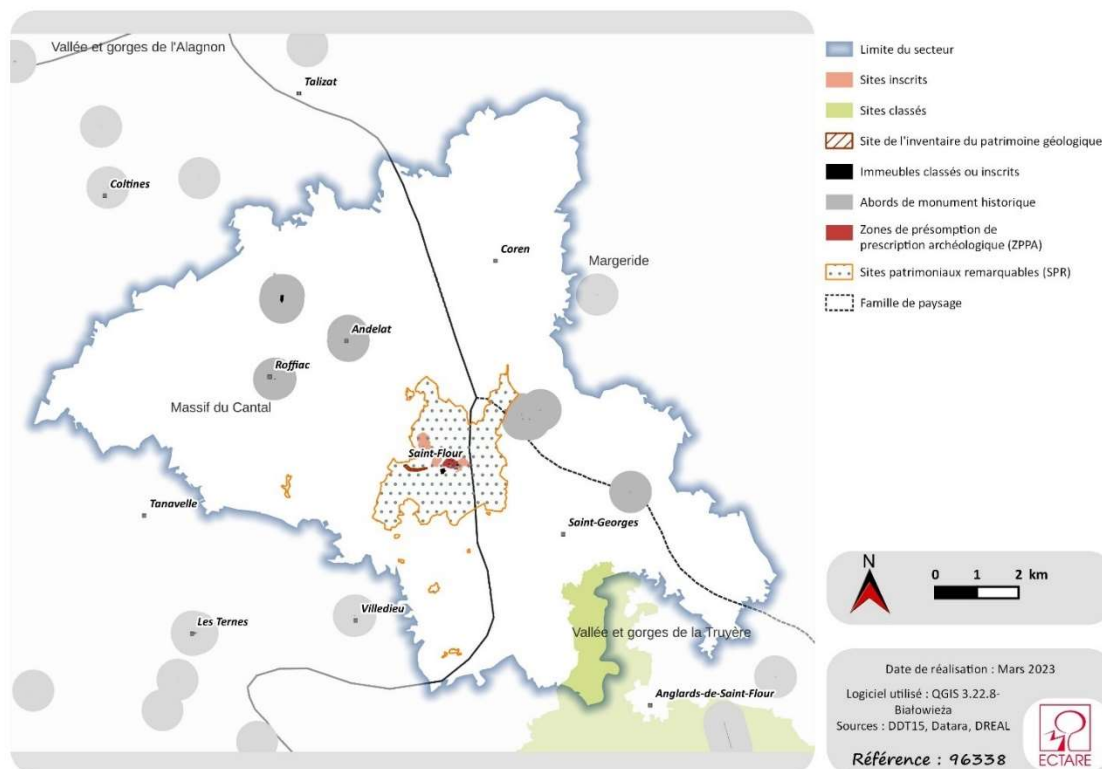 Vallée et gorges de l'Alagnon
Talizat
Coltines
Coren
Margeride
Andelat
Roffiac
Massif du Cantal
Saint-Flour
Tanavelle
Saint-Georges
Villedieu
Les Ternes
Vallée et gorges de la Truyère
Anglards-de-Saint-Flour
Limite du secteur
Sites inscrits
Sites classés
Site de l'inventaire du patrimoine géologique
Immeubles classés ou inscrits
Abords de monument historique
Zones de présomption de
prescription archéologique (ZPPA)
Sites patrimoniaux remarquables (SPR)
Famille de paysage
N
0 1 2 km
Date de réalisation : Mars 2023
Logiciel utilisé : QGIS 3.22.8-
Białowieża
Sources : DDT15, Datara, DREAL
Référence : 96338
ECTARE